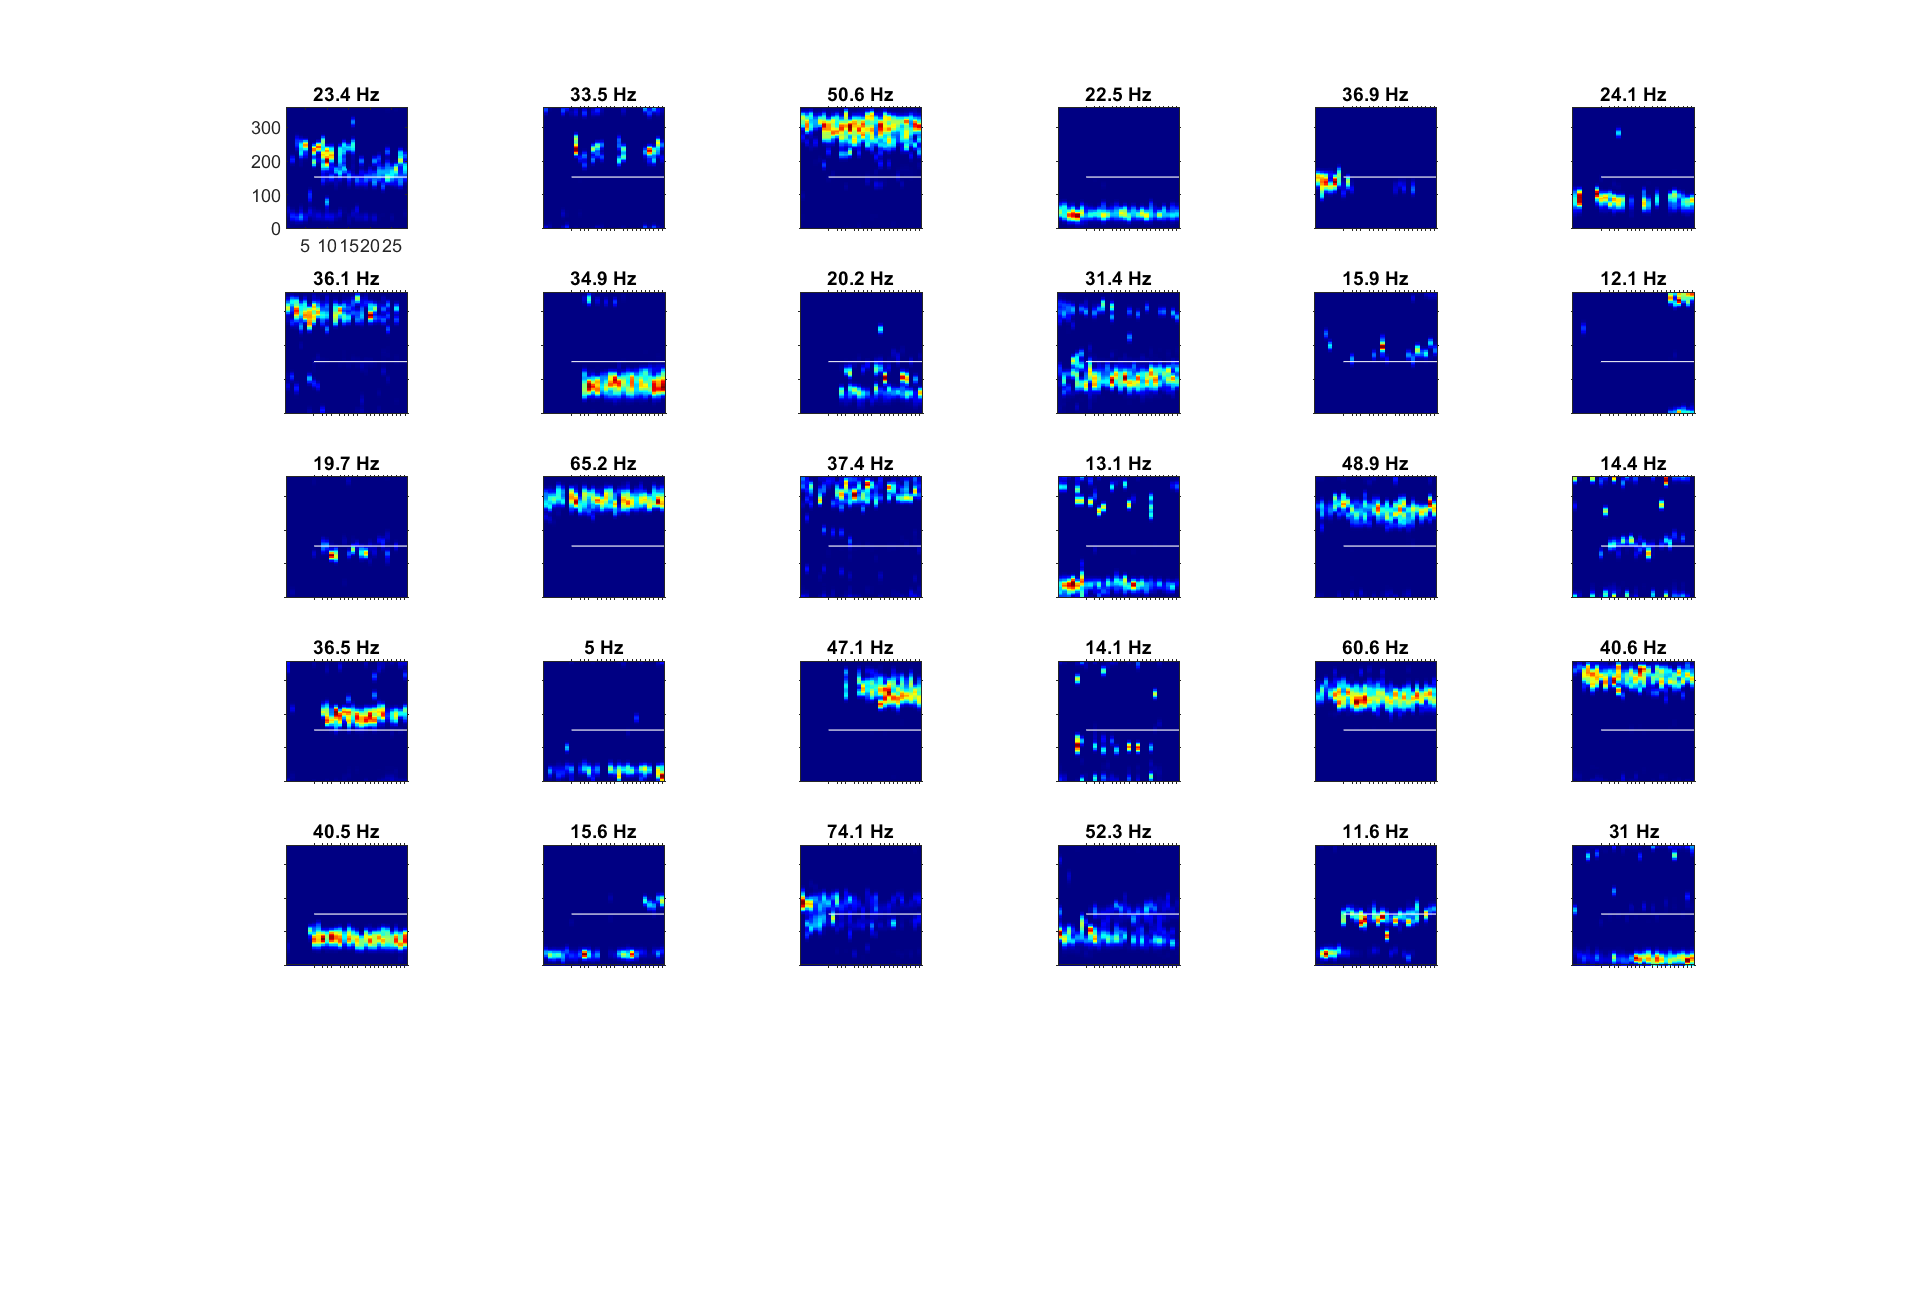 23.4 Hz 33.5 Hz 50.6 Hz 22.5 Hz 36.9 Hz 24.1 Hz
300
200
100
0
5 10 15 20 25
36.1 Hz 34.9 Hz 20.2 Hz 31.4 Hz 15.9 Hz 12.1 Hz
19.7 Hz 65.2 Hz 37.4 Hz 13.1 Hz 48.9 Hz 14.4 Hz
36.5 Hz 5 Hz 47.1 Hz 14.1 Hz 60.6 Hz 40.6 Hz
40.5 Hz 15.6 Hz 74.1 Hz 52.3 Hz 11.6 Hz 31 Hz